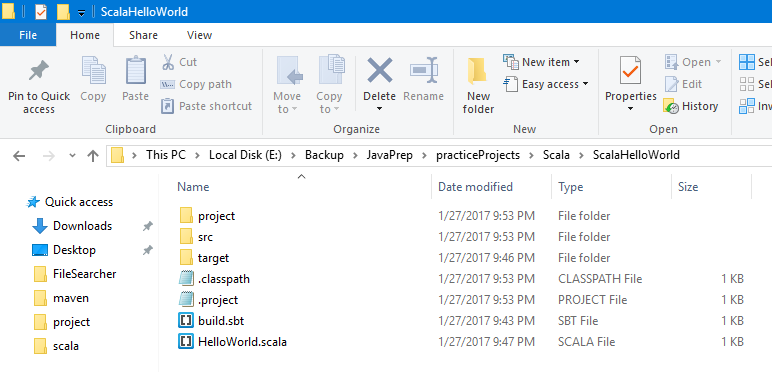 ScalaHelloWorld
File Home Share View
Pin to Quick access
Copy
Paste
Cut
Copy path
Paste shortcut
Clipboard
Move to
Copy to
Delete
Rename
Organize
New folder
New item
Easy access
New
Properties
Open
Edit
History
Open
Sel
Sel
Inv
This PC > Local Disk (E:) > Backup > JavaPrep > practiceProjects > Scala > ScalaHelloWorld
Quick access
Downloads
Desktop
FileSearcher
maven
project
scala
Name Date modified Type Size
project 1/27/2017 9:53 PM File folder
src 1/27/2017 9:53 PM File folder
target 1/27/2017 9:46 PM File folder
.classpath 1/27/2017 9:53 PM CLASSPATH File 1 KB
.project 1/27/2017 9:53 PM PROJECT File 1 KB
build.sbt 1/27/2017 9:43 PM SBT File 1 KB
HelloWorld.scala 1/27/2017 9:47 PM SCALA File 1 KB